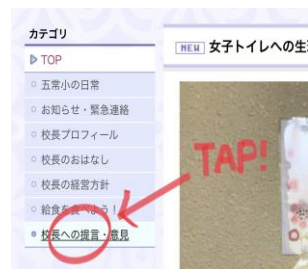 カテゴリ
TOP
五常小の日常
お知らせ・緊急連絡
校長プロフィール
校長のおはなし
校長の経営方針
給食を食べよう！
校長への提言・意見
NEW 女子トイレへの生
TAP!